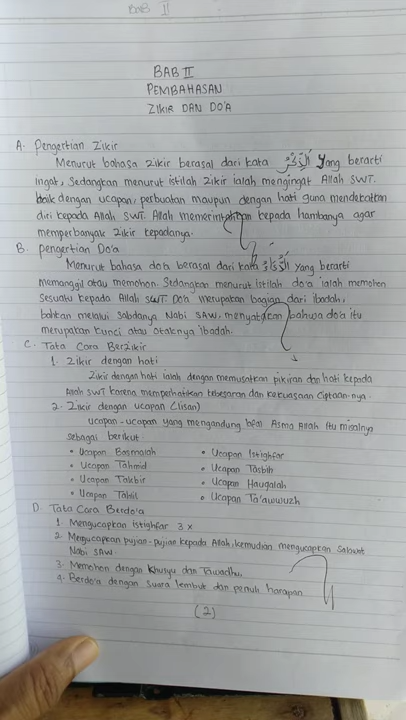 BAB II
BAB II
PEMBAHASAN
ZIKIR DAN DO'A
A. Pengertian Zikir
Menurut bahasa zikir berasal dari kata الذِّكْرُ yang berarti
ingat, Sedangkan menurut istilah zikir ialah mengingat Allah SWT.
baik dengan ucapan, perbuatan maupun dengan hati guna mendekatkan
diri kepada Allah SWT. Allah memerintahkan kepada hambanya agar
memperbanyak zikir kepadanya.
B. Pengertian Do'a
Menurut bahasa do'a berasal dari kata yang berarti
memanggil atau memohon. Sedangkan menurut istilah do'a ialah memohon
sesuatu kepada Allah SWT. Do'a merupakan bagian dari ibadah,
bahkan melalui sabdanya Nabi SAW, menyatakan bahwa do'a itu
merupakan kunci atau otaknya ibadah.
C. Tata Cara Berzikir
1. Zikir dengan hati
Zikir dengan hati ialah dengan memusatkan pikiran dan hati kepada
Allah SWT karena memperhatikan kebesaran dan kekuasaan Ciptaan-nya.
2. Zikir dengan ucapan (lisan)
ucapan-ucapan yang mengandung Asma Allah itu misalnya
sebagai berikut
• Ucapan Basmalah • Ucapan Istighfar
• Ucapan Tahmid • Ucapan Tasbih
• Ucapan Takbir • Ucapan Hauqalah
• Ucapan Tahlil • Ucapan Ta'awwuzh
D. Tata Cara Berdo'a
1. Mengucapkan istighfar 3 x
2. Mengucapkan pujian-pujian kepada Allah, kemudian mengucapkan Salawat
Nabi SAW.
3. Memohon dengan Khusyu dan Tawadhu,
4. Berdo'a dengan suara lembut dan penuh harapan
(2)